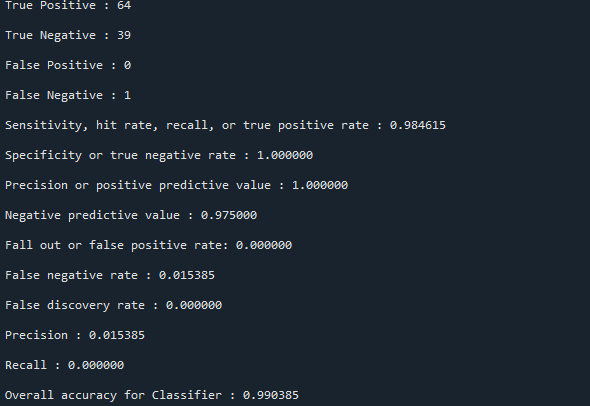 True Positive : 64
True Negative : 39
False Positive : 0
False Negative : 1
Sensitivity, hit rate, recall, or true positive rate : 0.984615
Specificity or true negative rate : 1.000000
Precision or positive predictive value : 1.000000
Negative predictive value : 0.975000
Fall out or false positive rate: 0.000000
False negative rate : 0.015385
False discovery rate : 0.000000
Precision : 0.015385
Recall : 0.000000
Overall accuracy for Classifier : 0.990385